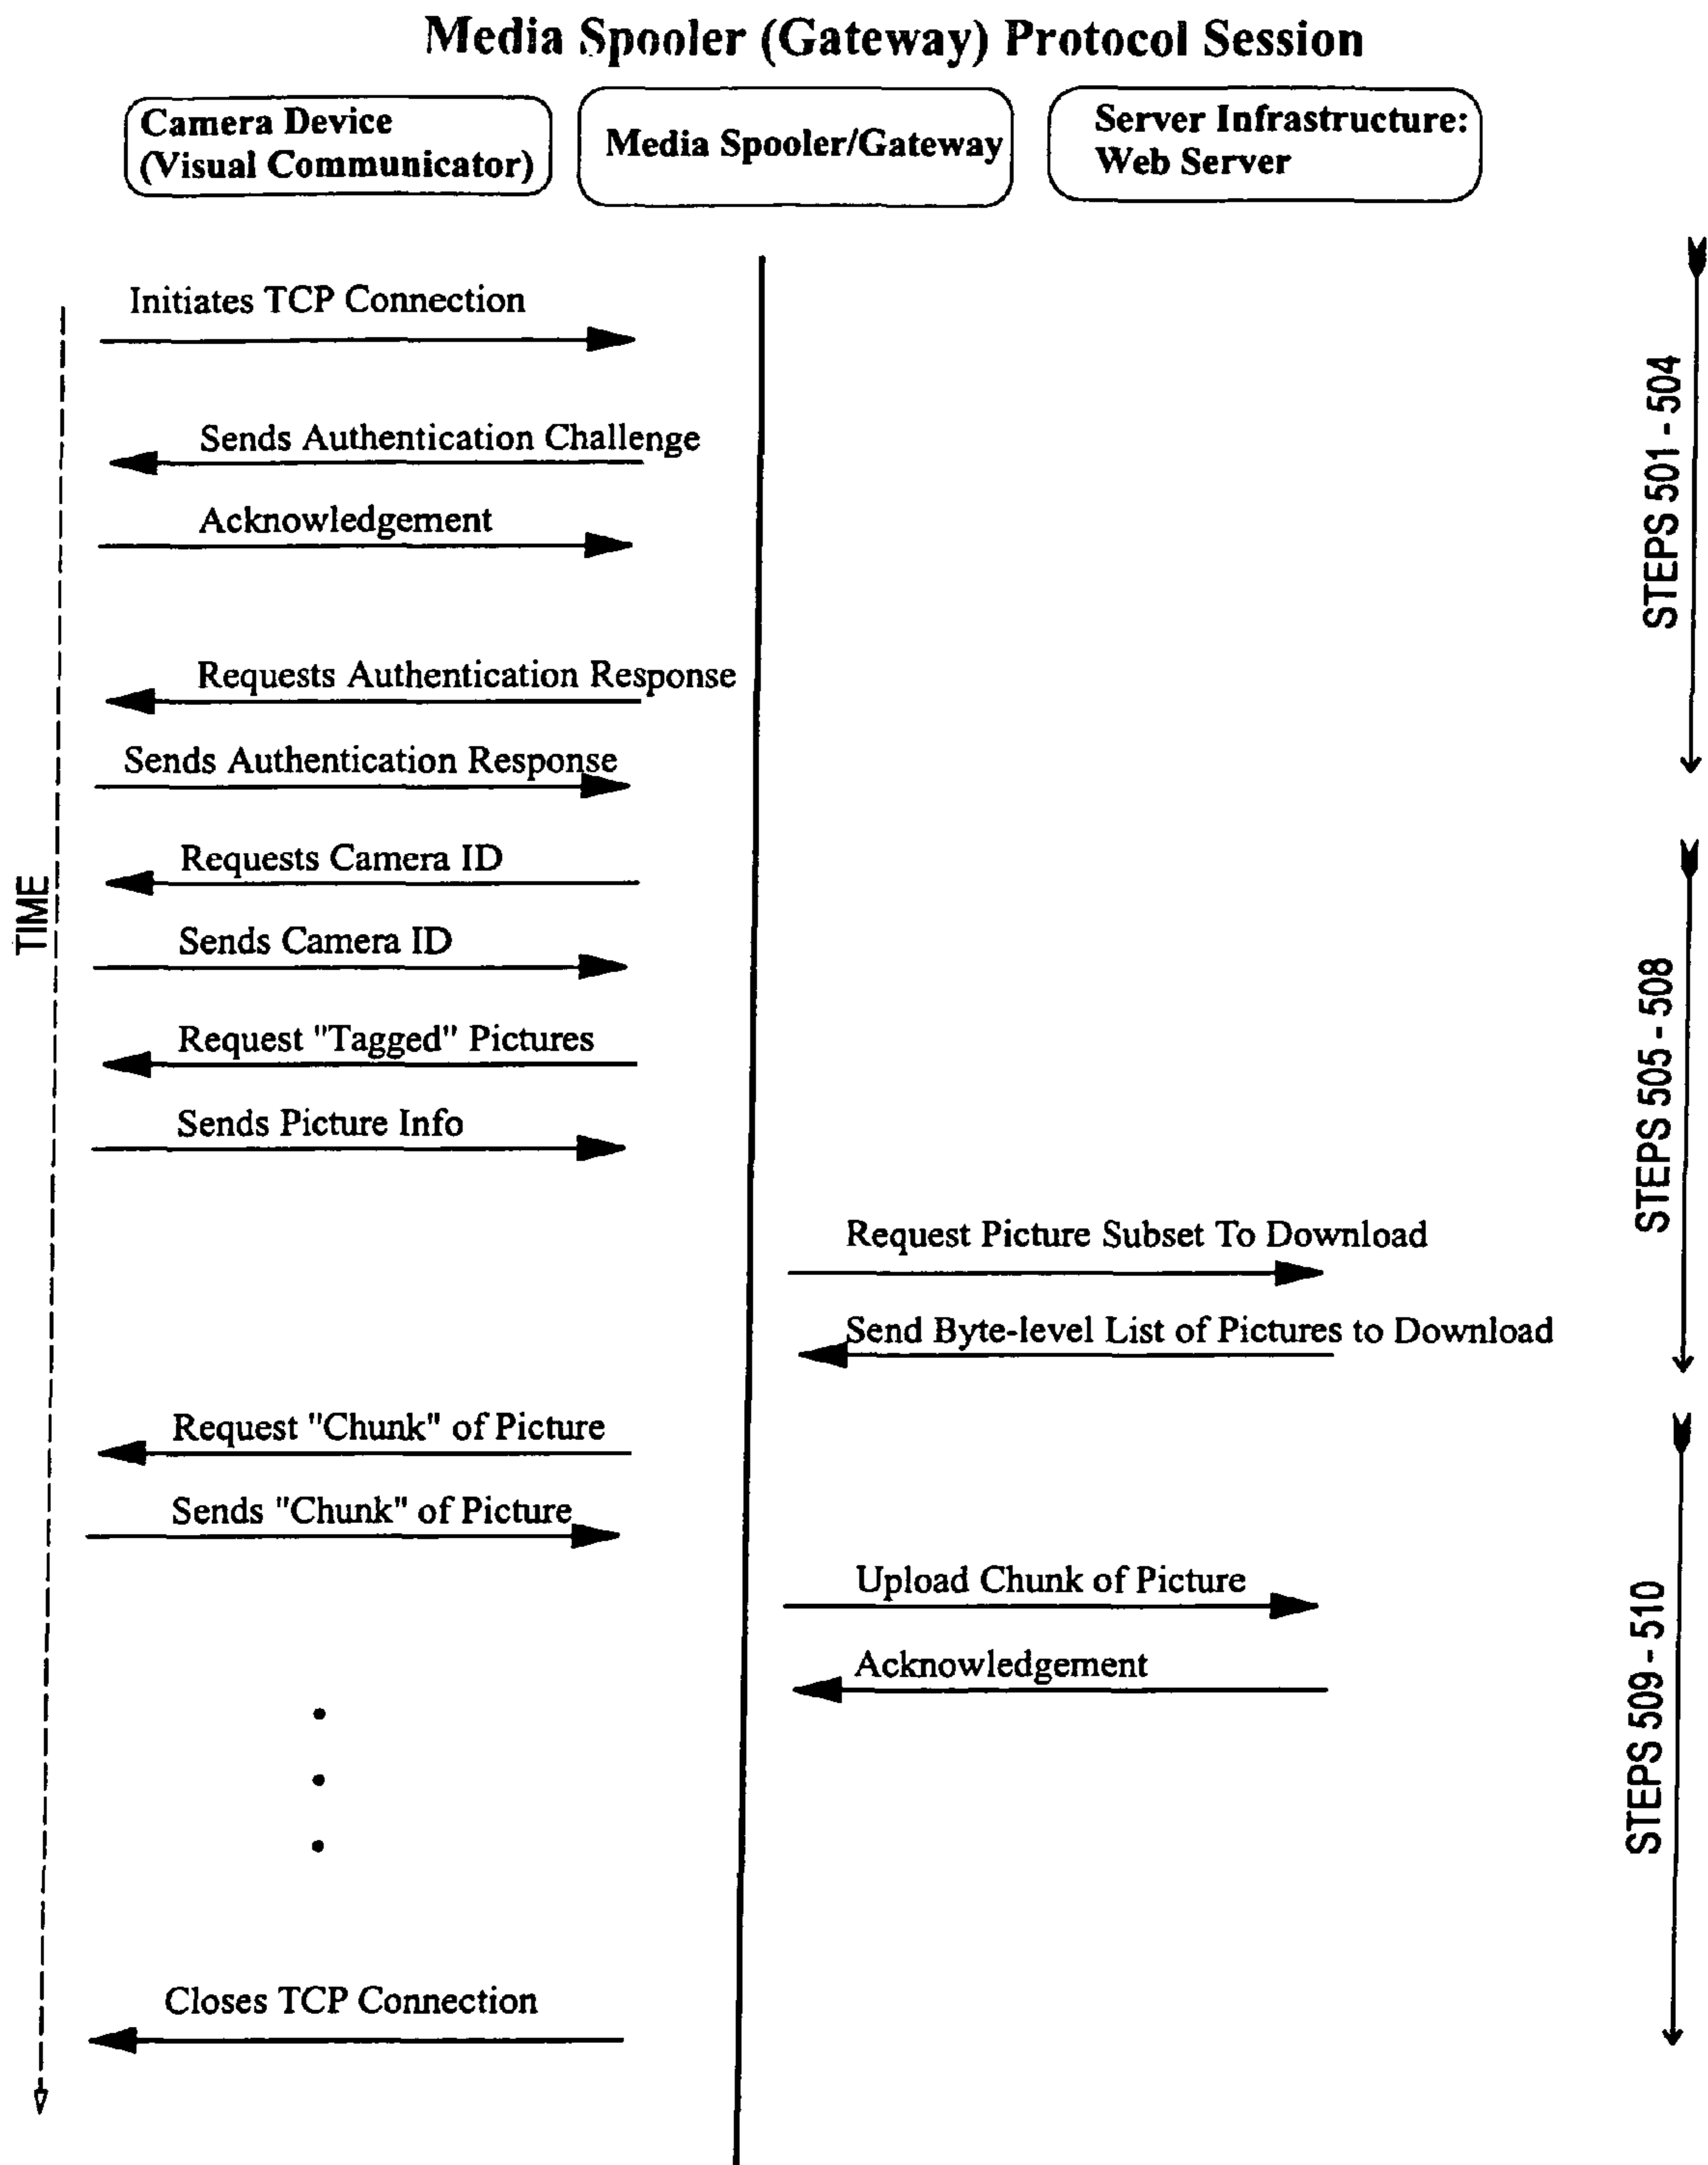 Media Spooler (Gateway) Protocol Session
Camera Device
(Visual Communicator)
Media Spooler/Gateway
Server Infrastructure:
Web Server
Initiates TCP Connection
Sends Authentication Challenge
Acknowledgement
STEPS 501 - 504
Requests Authentication Response
Sends Authentication Response
Requests Camera ID
TIME
Sends Camera ID
Request "Tagged" Pictures
STEPS 505 - 508
Sends Picture Info
Request Picture Subset To Download
Send Byte-level List of Pictures to Download
Request "Chunk" of Picture
Sends "Chunk" of Picture
Upload Chunk of Picture
Acknowledgement
STEPS 509 - 510
Closes TCP Connection